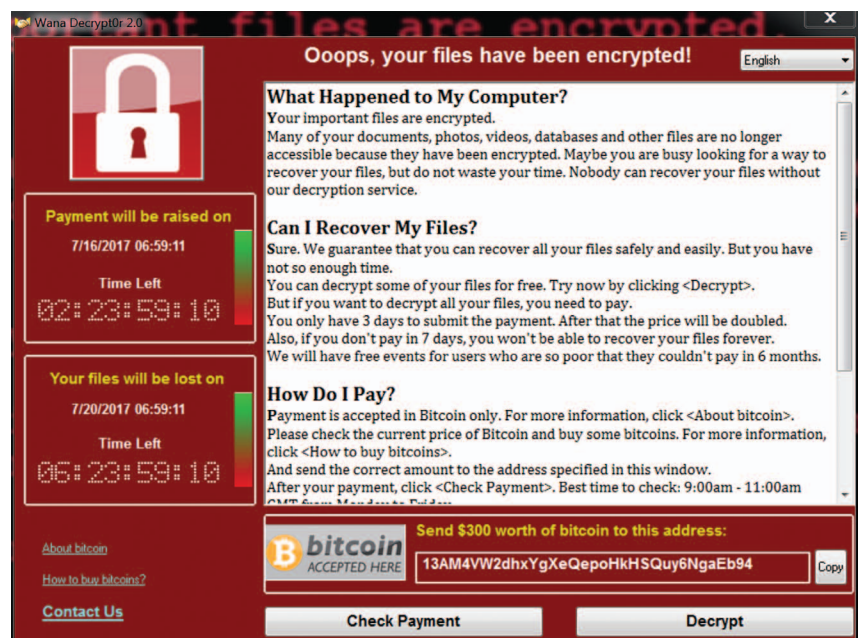 Wana Decrypt0r 2.0
files are encrypted.
Ooops, your files have been encrypted!
English
What Happened to My Computer?
Your important files are encrypted.
Many of your documents, photos, videos, databases and other files are no longer
accessible because they have been encrypted. Maybe you are busy looking for a way to
recover your files, but do not waste your time. Nobody can recover your files without
our decryption service.
Can I Recover My Files?
Sure. We guarantee that you can recover all your files safely and easily. But you have
not so enough time.
You can decrypt some of your files for free. Try now by clicking <Decrypt>.
But if you want to decrypt all your files, you need to pay.
You only have 3 days to submit the payment. After that the price will be doubled.
Also, if you don't pay in 7 days, you won't be able to recover your files forever.
We will have free events for users who are so poor that they couldn't pay in 6 months.
How Do I Pay?
Payment is accepted in Bitcoin only. For more information, click <About bitcoin>.
Please check the current price of Bitcoin and buy some bitcoins. For more information,
click <How to buy bitcoins>.
And send the correct amount to the address specified in this window.
After your payment, click <Check Payment>. Best time to check: 9:00am - 11:00am
GMT from Monday to Friday
Payment will be raised on
7/16/2017 06:59:11
Time Left
02:23:59:10
Your files will be lost on
7/20/2017 06:59:11
Time Left
06:23:59:10
About bitcoin
How to buy bitcoins?
Contact Us
bitcoin
ACCEPTED HERE
Send $300 worth of bitcoin to this address:
13AM4VW2dhxYgXeQepoHkHSQuy6NgaEb94
Copy
Check Payment
Decrypt